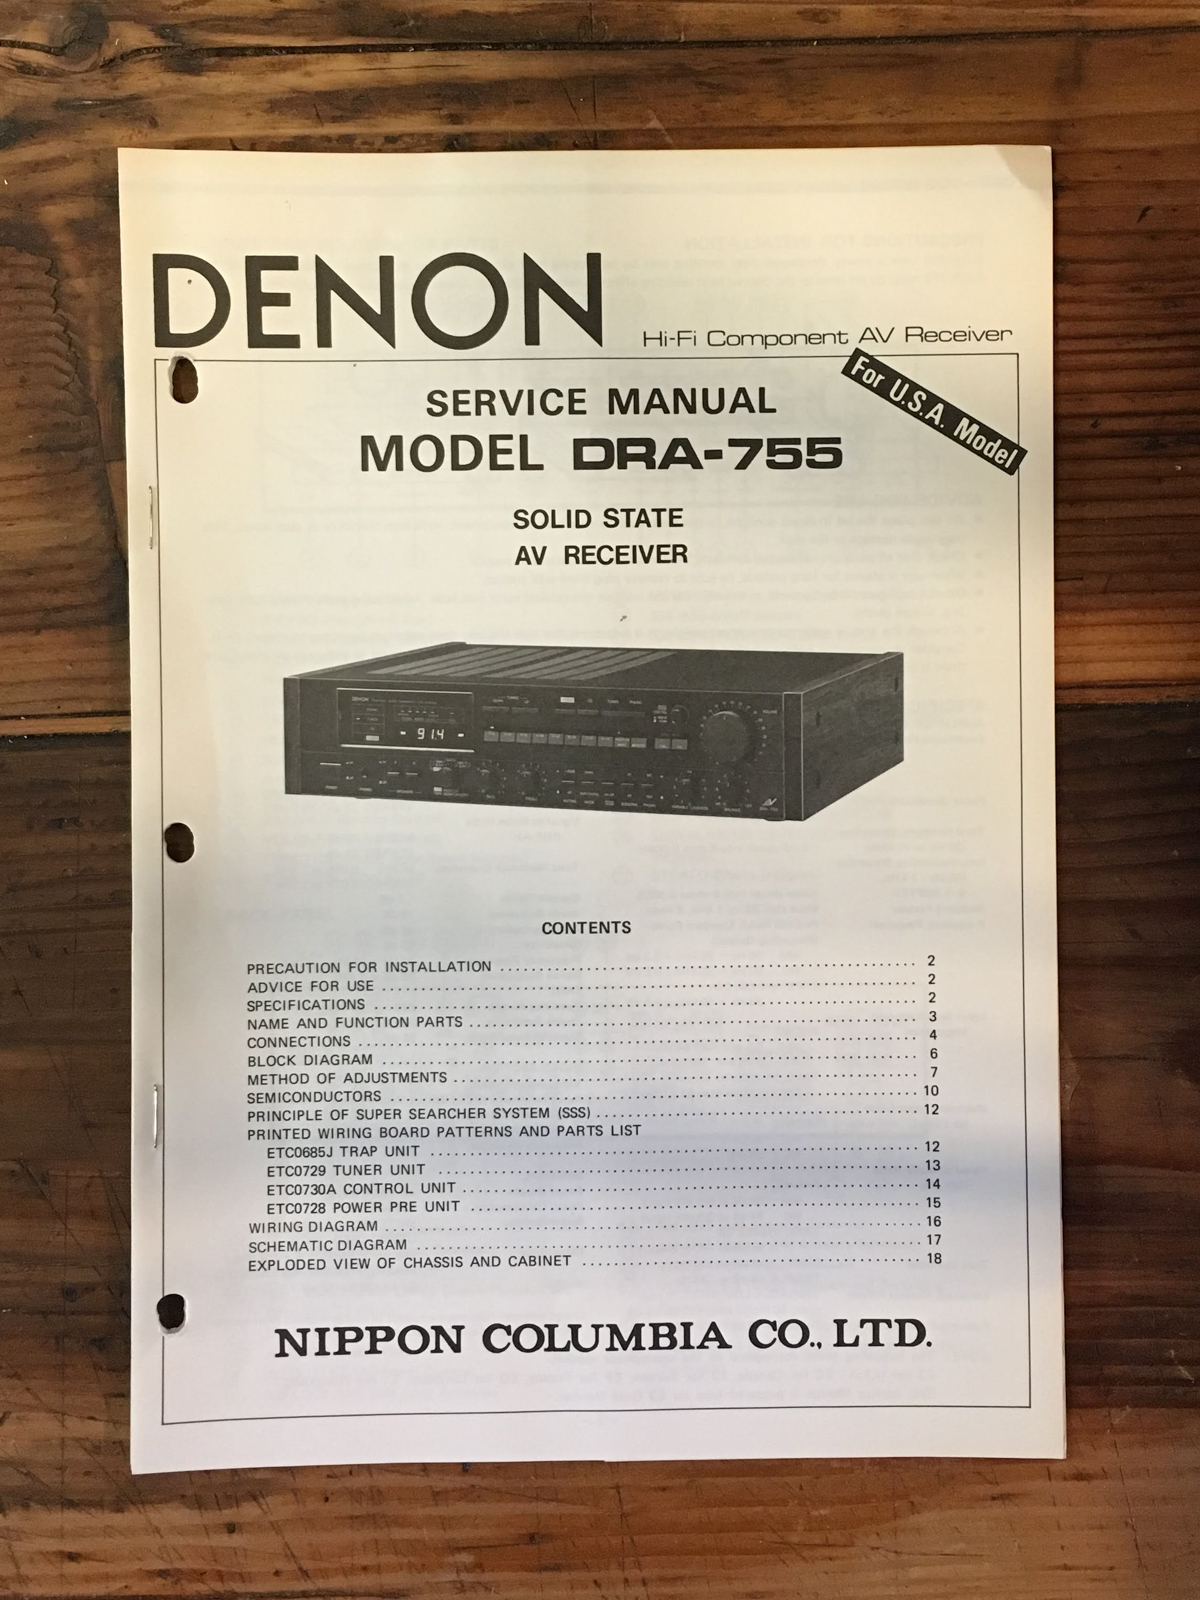 DENON
Hi-Fi Component AV Receiver
For U.S.A. Model
SERVICE MANUAL
MODEL DRA-755
SOLID STATE
AV RECEIVER
DENON
91.4
CONTENTS
PRECAUTION FOR INSTALLATION ........ 2
ADVICE FOR USE ........ 2
SPECIFICATIONS ........ 2
NAME AND FUNCTION PARTS ........ 3
CONNECTIONS ........ 4
BLOCK DIAGRAM ........ 6
METHOD OF ADJUSTMENTS ........ 7
SEMICONDUCTORS ........ 10
PRINCIPLE OF SUPER SEARCHER SYSTEM (SSS) ........ 12
PRINTED WIRING BOARD PATTERNS AND PARTS LIST
ETC0685J TRAP UNIT ........ 12
ETC0729 TUNER UNIT ........ 13
ETC0730A CONTROL UNIT ........ 14
ETC0728 POWER PRE UNIT ........ 15
WIRING DIAGRAM ........ 16
SCHEMATIC DIAGRAM ........ 17
EXPLODED VIEW OF CHASSIS AND CABINET ........ 18
NIPPON COLUMBIA CO., LTD.